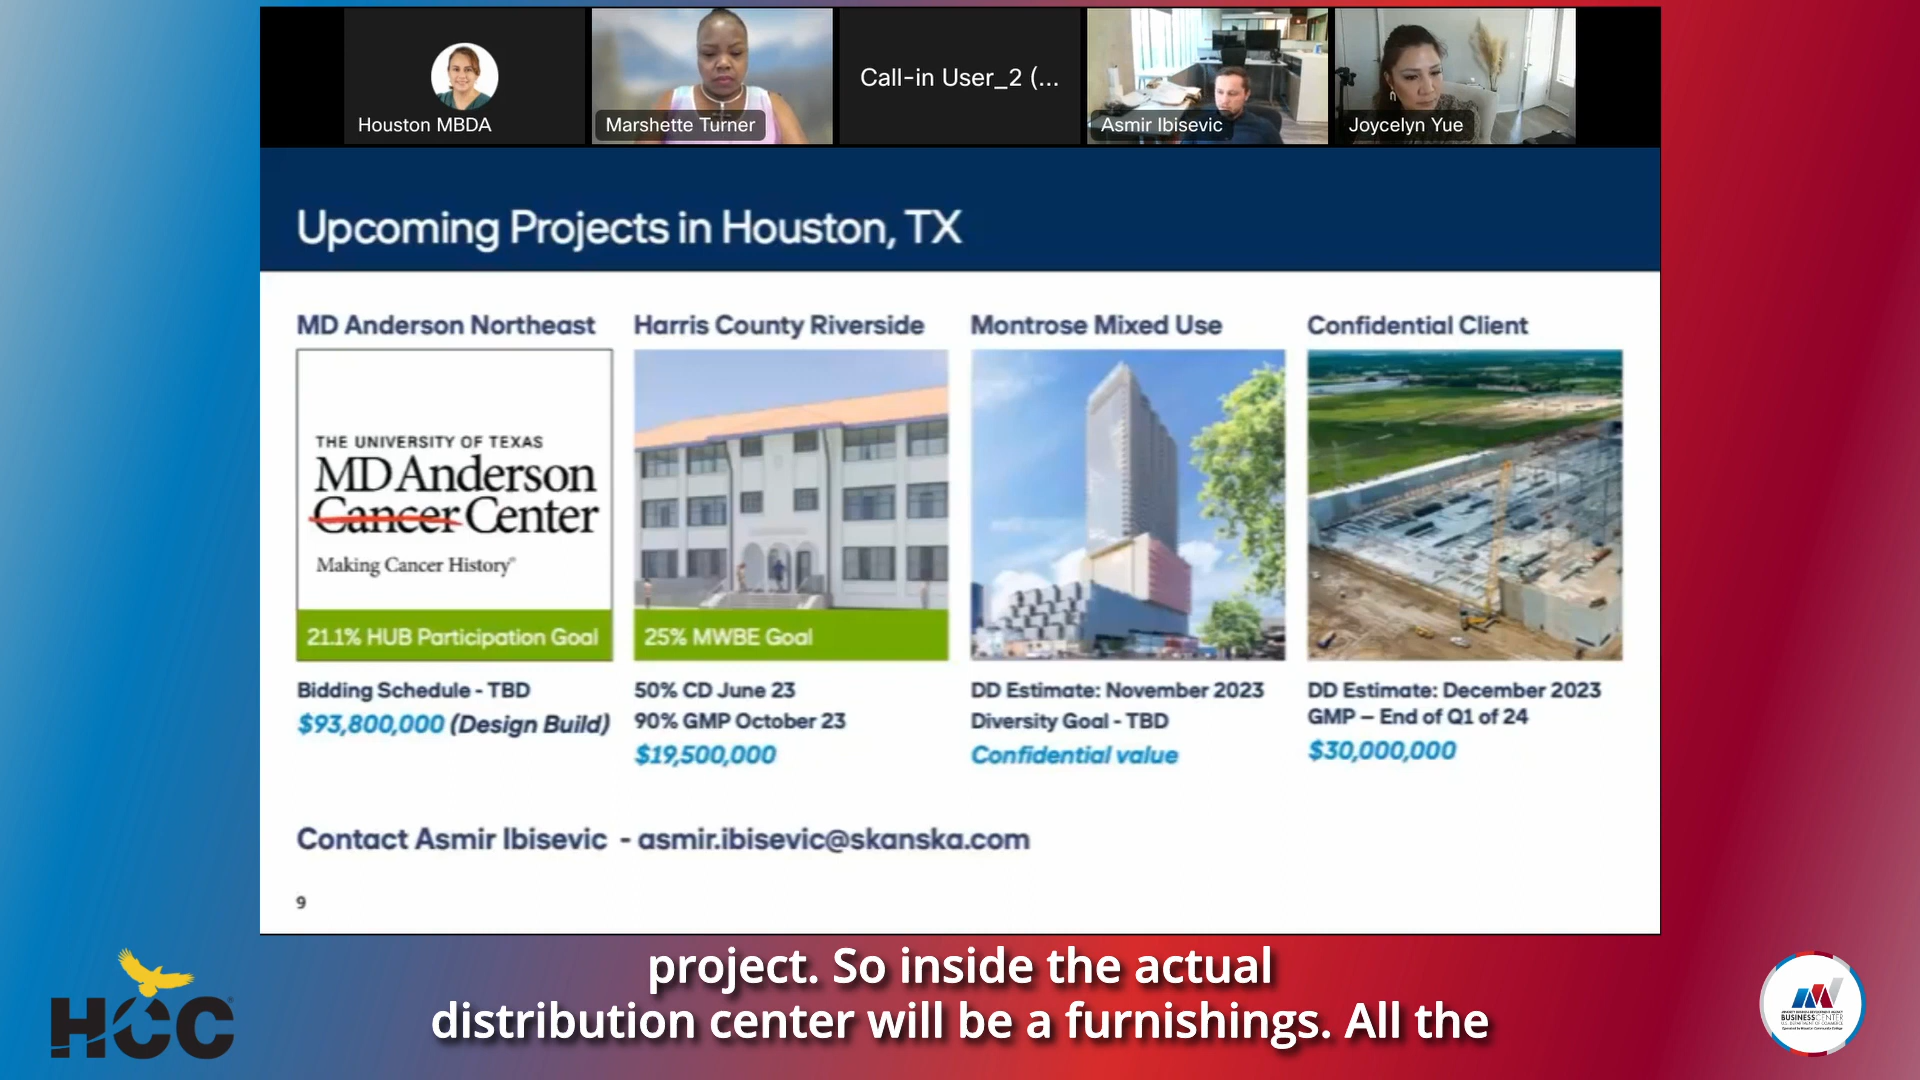 Houston MBDA
Marshette Turner
Call-in User_2 (...
Asmir Ibisevic
Joycelyn Yue
Upcoming Projects in Houston, TX
MD Anderson Northeast
THE UNIVERSITY OF TEXAS
MD Anderson
Cancer Center
Making Cancer History®
21.1% HUB Participation Goal
Bidding Schedule - TBD
$93,800,000 (Design Build)
Harris County Riverside
25% MWBE Goal
50% CD June 23
90% GMP October 23
$19,500,000
Montrose Mixed Use
DD Estimate: November 2023
Diversity Goal - TBD
Confidential value
Confidential Client
DD Estimate: December 2023
GMP – End of Q1 of 24
$30,000,000
Contact Asmir Ibisevic - asmir.ibisevic@skanska.com
9
project. So inside the actual
distribution center will be a furnishings. All the
HCC
BUSINESS CENTER